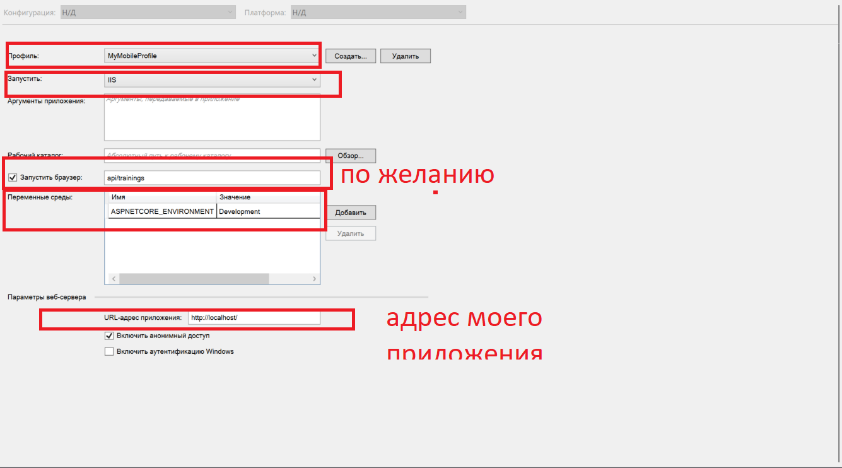 Конфигурация: Н/Д Платформа: Н/Д
Профиль: MyMobileProfile Создать... Удалить
Запустить: IIS
Аргументы приложения: Аргументы, передаваемые в приложение
Рабочий каталог: Абсолютный путь к рабочему каталогу Обзор...
Запустить браузер: api/trainings по желанию
Переменные среды: Имя Значение
ASPNETCORE_ENVIRONMENT Development Добавить
Удалить
Параметры веб-сервера
URL-адрес приложения: http://localhost/ адрес моего
Включить анонимный доступ приложения
Включить аутентификацию Windows